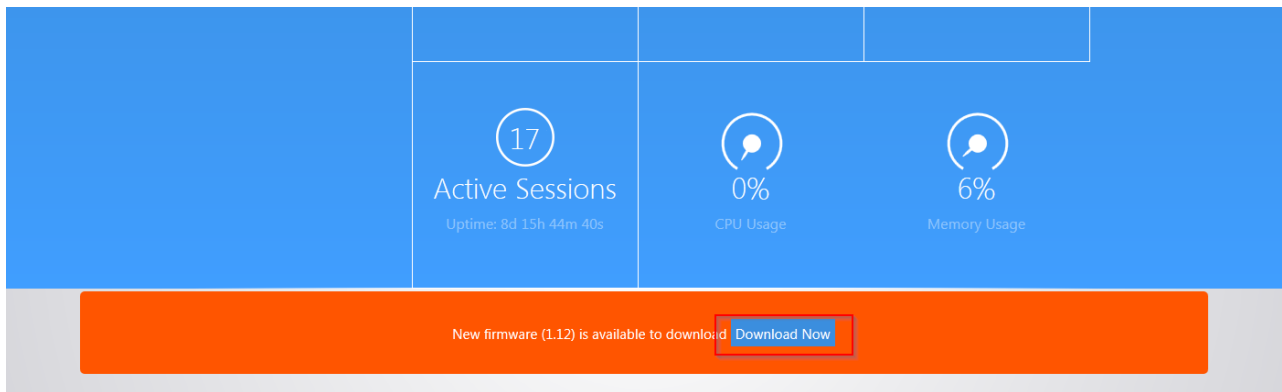 17
Active Sessions
Uptime: 8d 15h 44m 40s
0%
CPU Usage
6%
Memory Usage
New firmware (1.12) is available to download Download Now